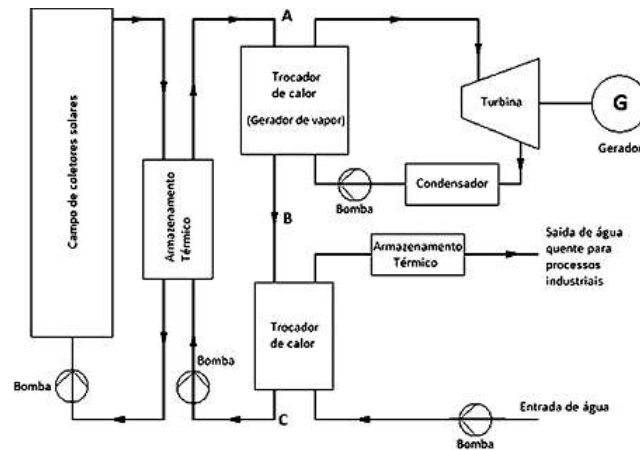 Campo de coletores solares
Bomba
Armazenamento
Térmico
Bomba
A
Trocador
de calor
(Gerador de vapor)
B
Trocador
de calor
C
Turbina
G
Gerador
Condensador
Bomba
Armazenamento
Térmico
Saída de água
quente para
processos
industriais
Entrada de água
Bomba